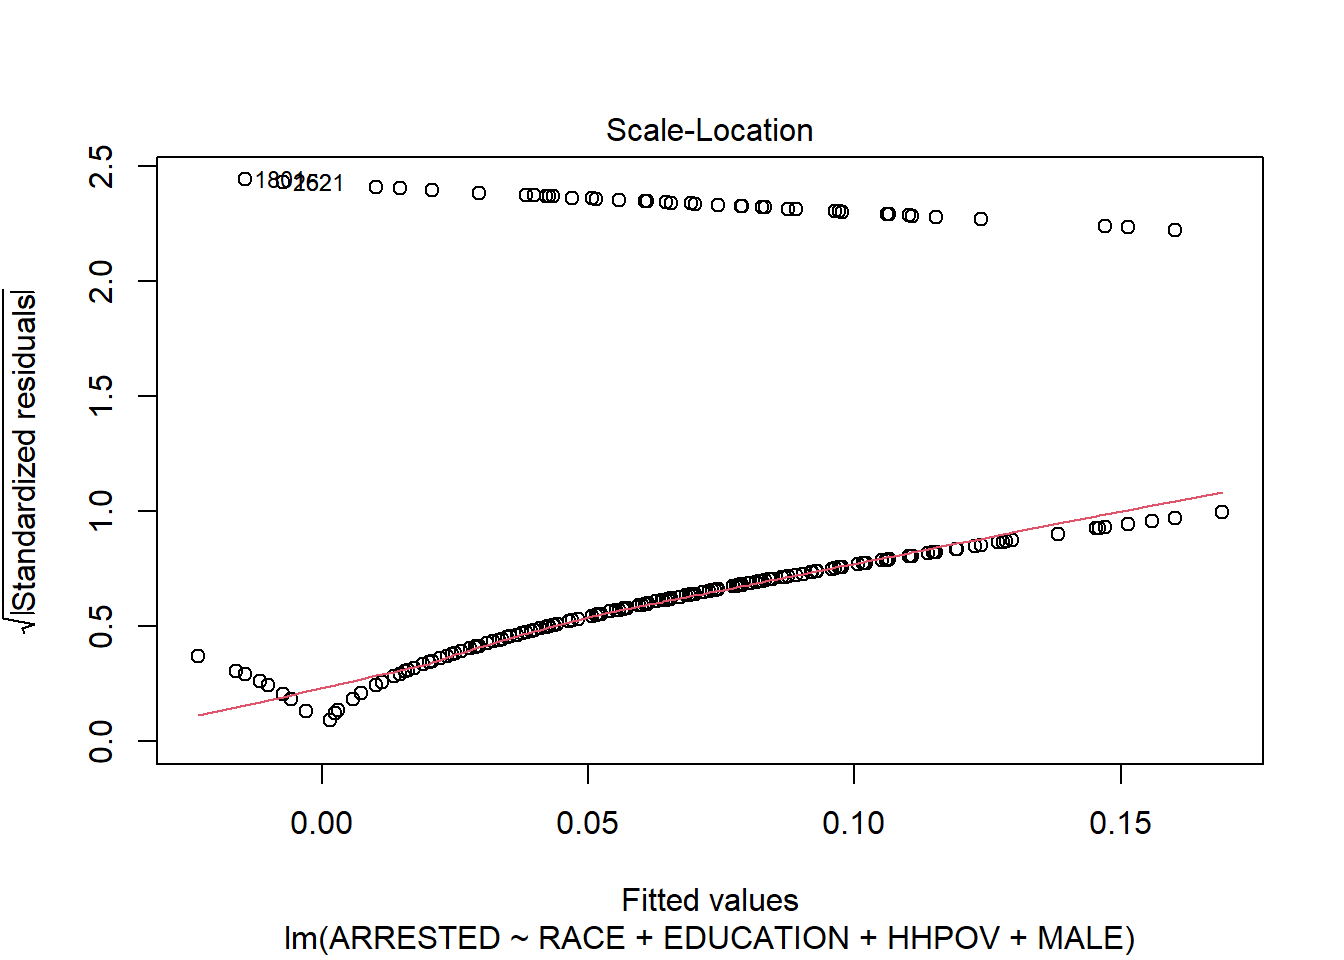 Scale-Location
2.5
2.0
1.5
1.0
0.5
0.0
√|Standardized residuals|
0.00 0.05 0.10 0.15
Fitted values
lm(ARRESTED ~ RACE + EDUCATION + HHPOV + MALE)